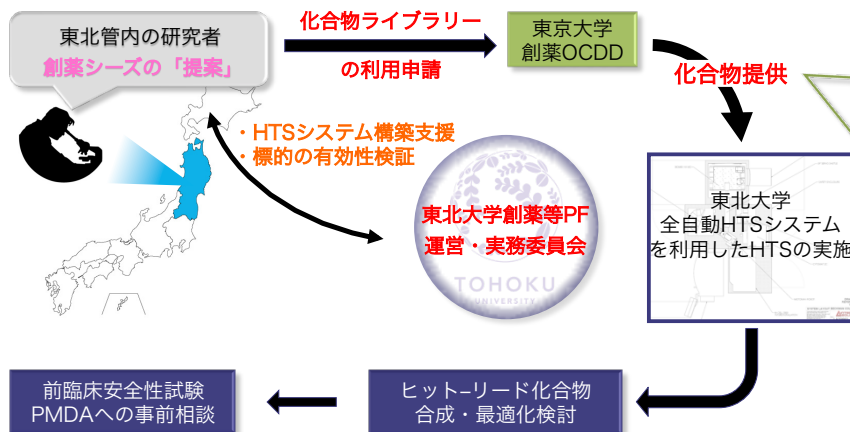 東北管内の研究者
創薬シーズの「提案」
化合物ライブラリー
の利用申請
東京大学
創薬OCDD
化合物提供
・HTSシステム構築支援
・標的の有効性検証
東北大学創薬等PF
運営・実務委員会
TOHOKU
UNIVERSITY
東北大学
全自動HTSシステム
を利用したHTSの実施
ヒット−リード化合物
合成・最適化検討
前臨床安全性試験
PMDAへの事前相談